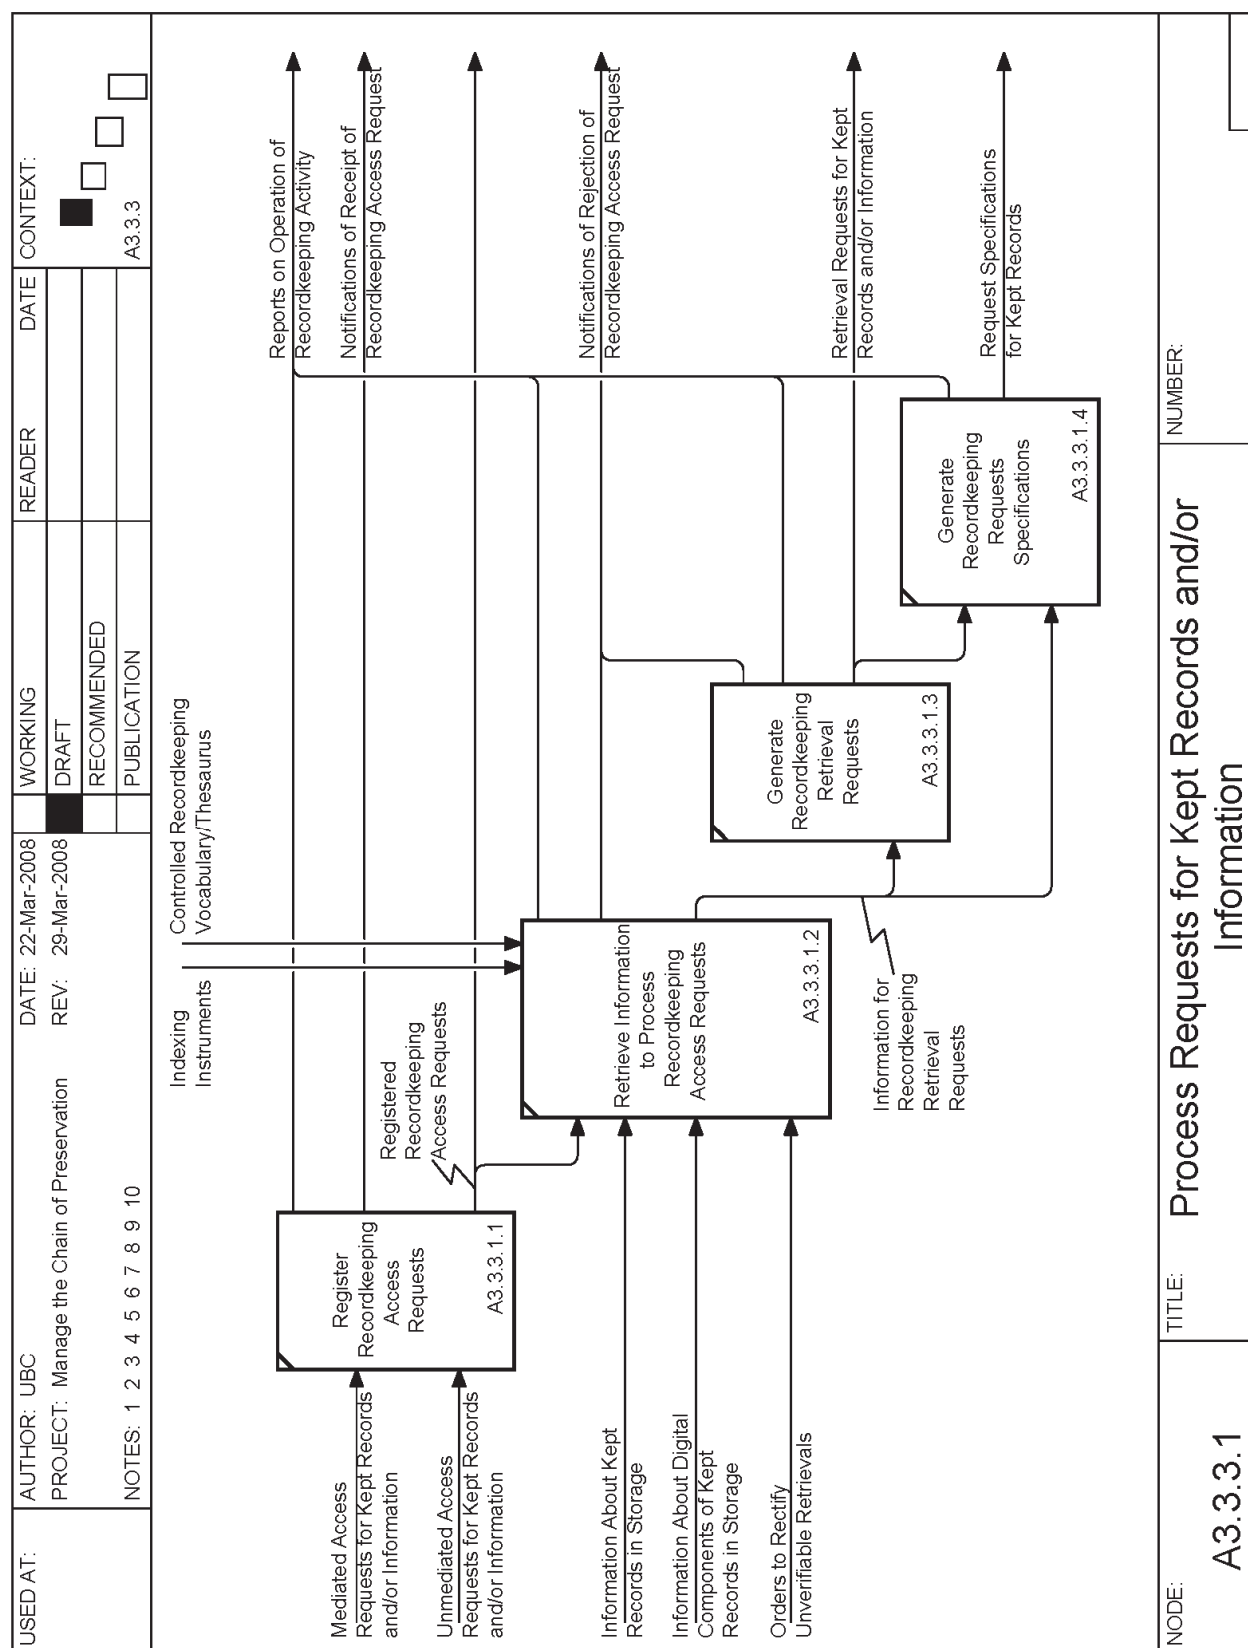 USED AT:
AUTHOR: UBC
PROJECT: Manage the Chain of Preservation
NOTES: 1 2 3 4 5 6 7 8 9 10
DATE: 22-Mar-2008
REV: 29-Mar-2008
WORKING
DRAFT
RECOMMENDED
PUBLICATION
READER
DATE
CONTEXT:
A3.3.3
Indexing
Instruments
Controlled Recordkeeping
Vocabulary/Thesaurus
Reports on Operation of
Recordkeeping Activity
Notifications of Receipt of
Recordkeeping Access Request
Mediated Access
Requests for Kept Records
and/or Information
Unmediated Access
Requests for Kept Records
and/or Information
Register
Recordkeeping
Access
Requests
A3.3.3.1.1
Registered
Recordkeeping
Access Requests
Notifications of Rejection of
Recordkeeping Access Request
Information About Kept
Records in Storage
Information About Digital
Components of Kept
Records in Storage
Orders to Rectify
Unverifiable Retrievals
Retrieve Information
to Process
Recordkeeping
Access Requests
A3.3.3.1.2
Information for
Recordkeeping
Retrieval
Requests
Generate
Recordkeeping
Retrieval
Requests
A3.3.3.1.3
Retrieval Requests for Kept
Records and/or Information
Generate
Recordkeeping
Requests
Specifications
A3.3.3.1.4
Request Specifications
for Kept Records
NODE:
A3.3.3.1
TITLE:
Process Requests for Kept Records and/or
Information
NUMBER: